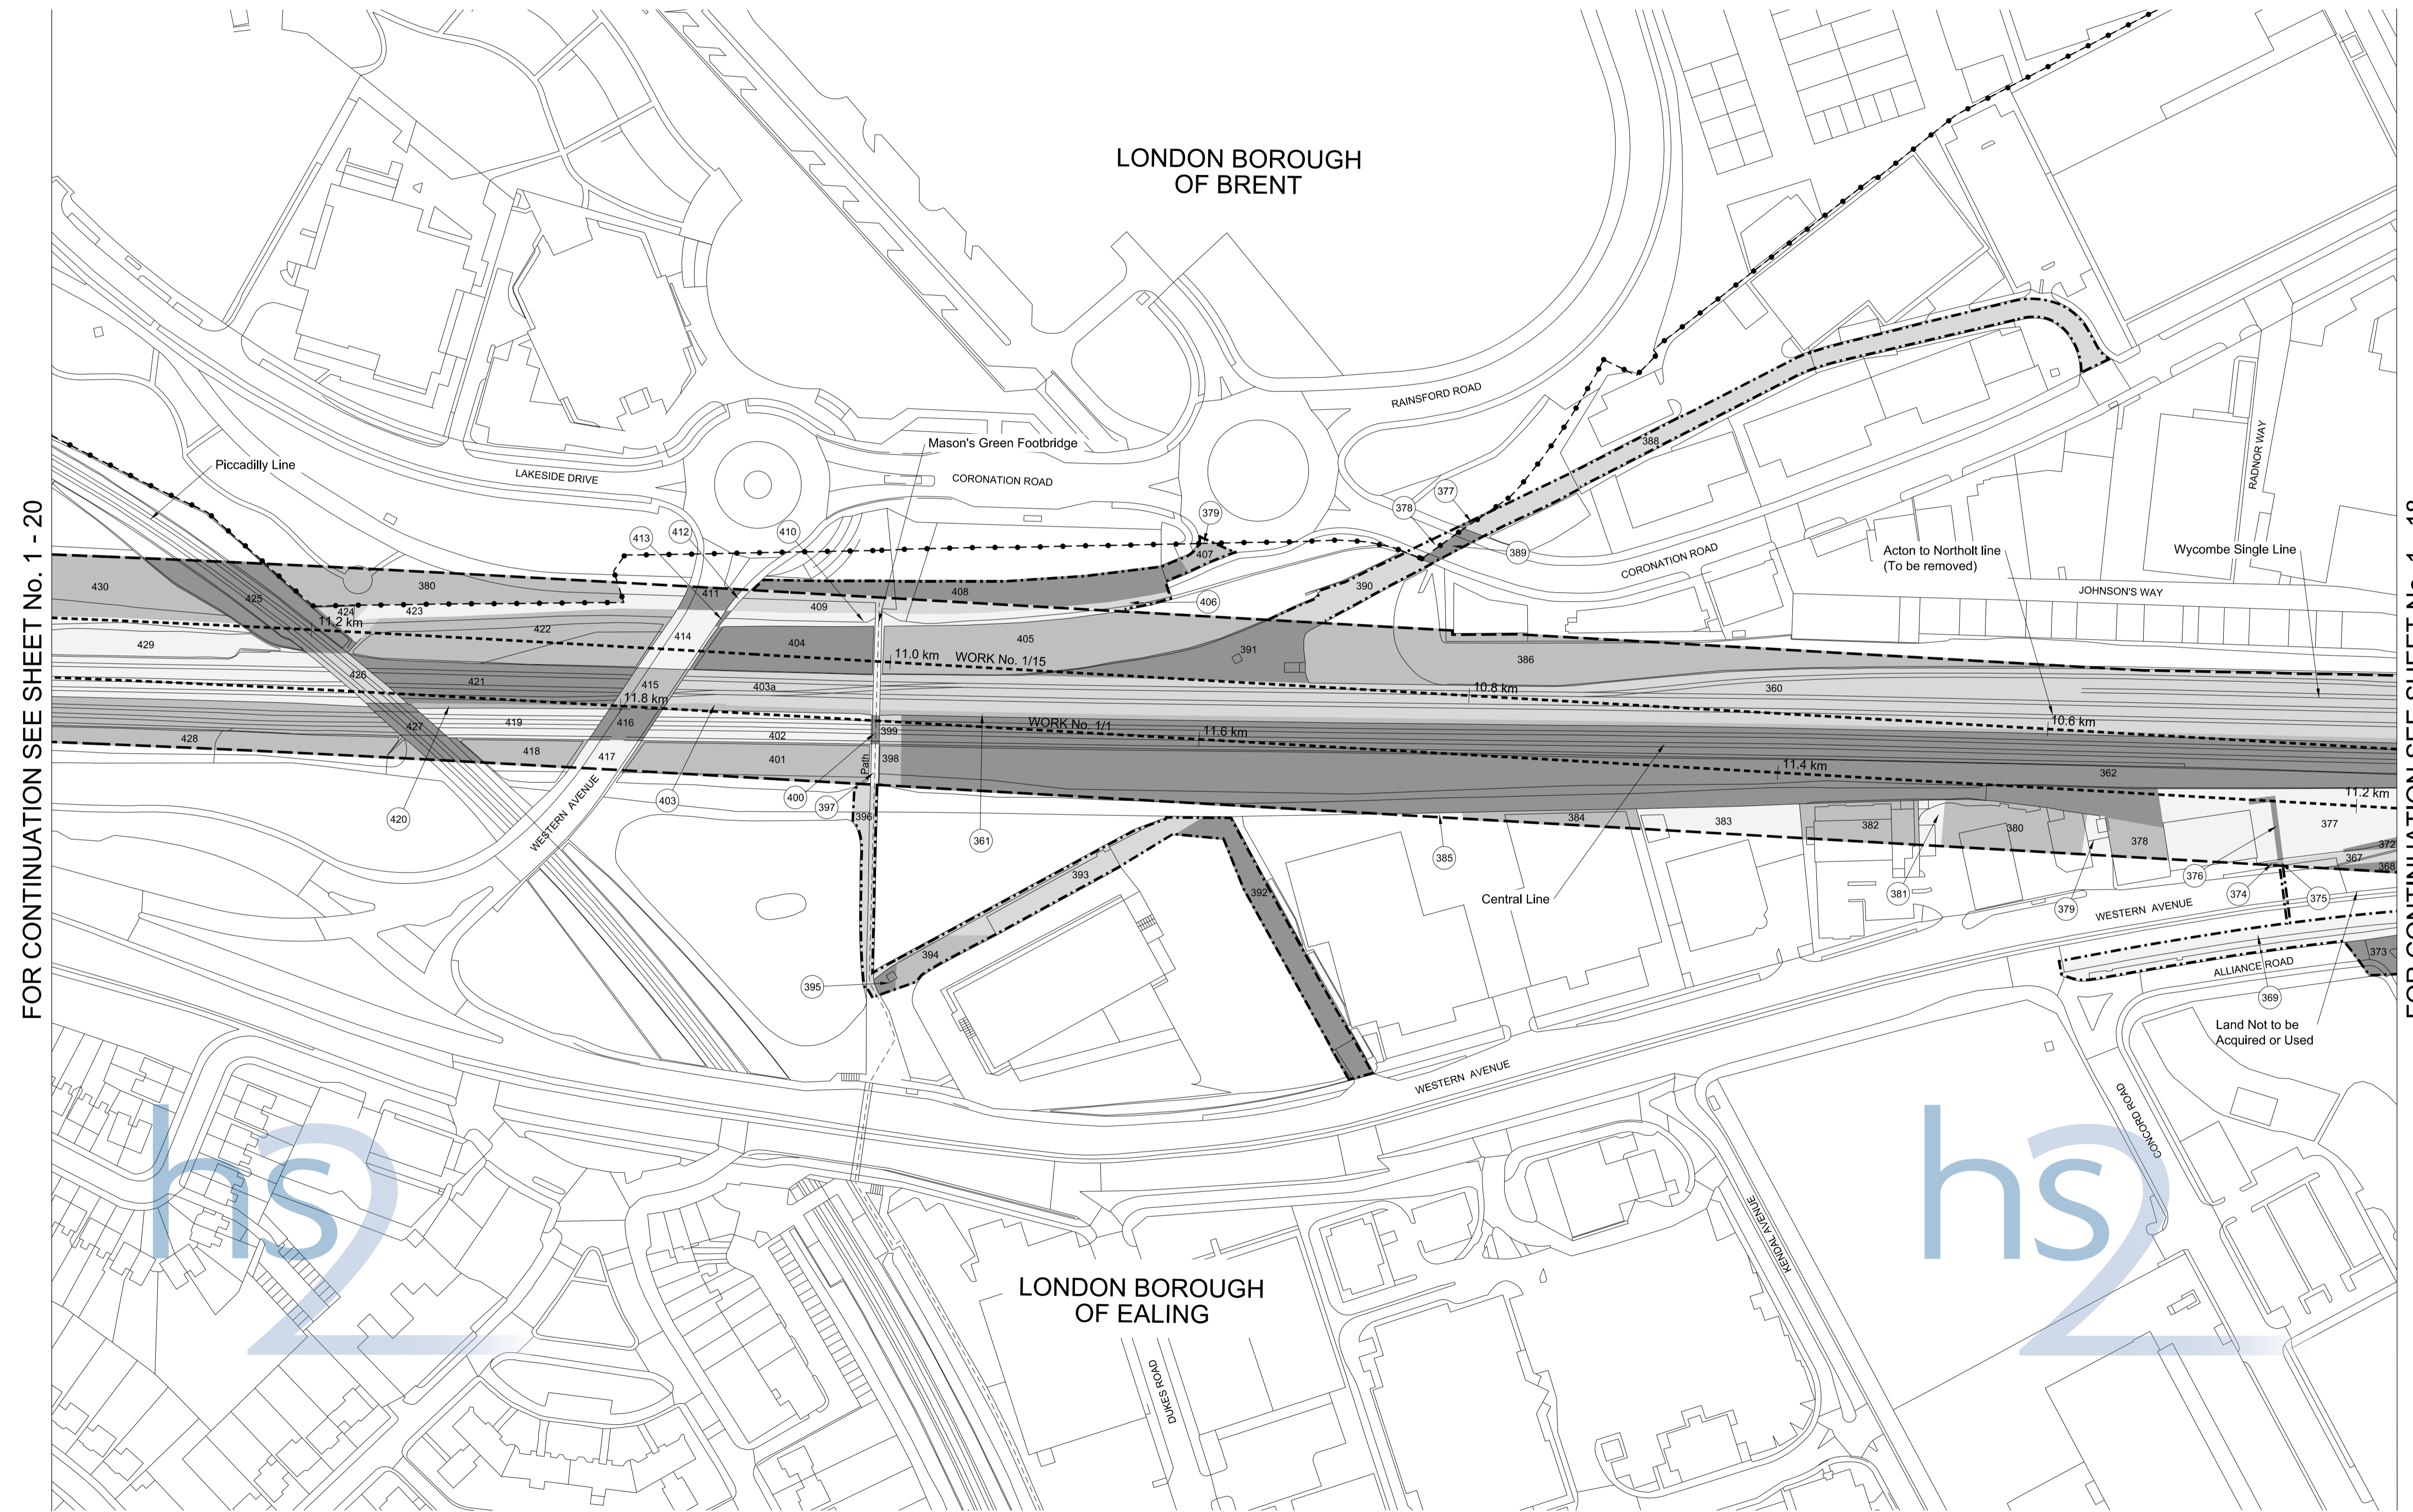 LONDON BOROUGH
OF BRENT
RAINSFORD ROAD
388
RADNOR WAY
Mason's Green Footbridge
Piccadilly Line
LAKESIDE DRIVE
CORONATION ROAD
377
378
379
413
412
410
389
CORONATION ROAD
Acton to Northolt line
(To be removed)
Wycombe Single Line
JOHNSON'S WAY
407
390
430
425
380
424
423
11.2 km
411
409
408
406
422
414
404
405
391
429
11.0 km
WORK No. 1/15
386
426
421
415
403a
10.8 km
360
11.8 km
427
419
416
399
WORK No. 1/1
11.6 km
10.6 km
428
418
417
402
401
398
Path
11.4 km
362
11.2 km
420
WESTERN AVENUE
403
400
397
396
361
385
384
383
382
381
380
379
378
377
372
367
368
376
374
375
393
392
394
395
Central Line
WESTERN AVENUE
ALLIANCE ROAD
373
369
Land Not to be
Acquired or Used
WESTERN AVENUE
CONCORD ROAD
KENDAL AVENUE
LONDON BOROUGH
OF EALING
DUKES ROAD
hs2
hs2
FOR CONTINUATION SEE SHEET No. 1 - 20